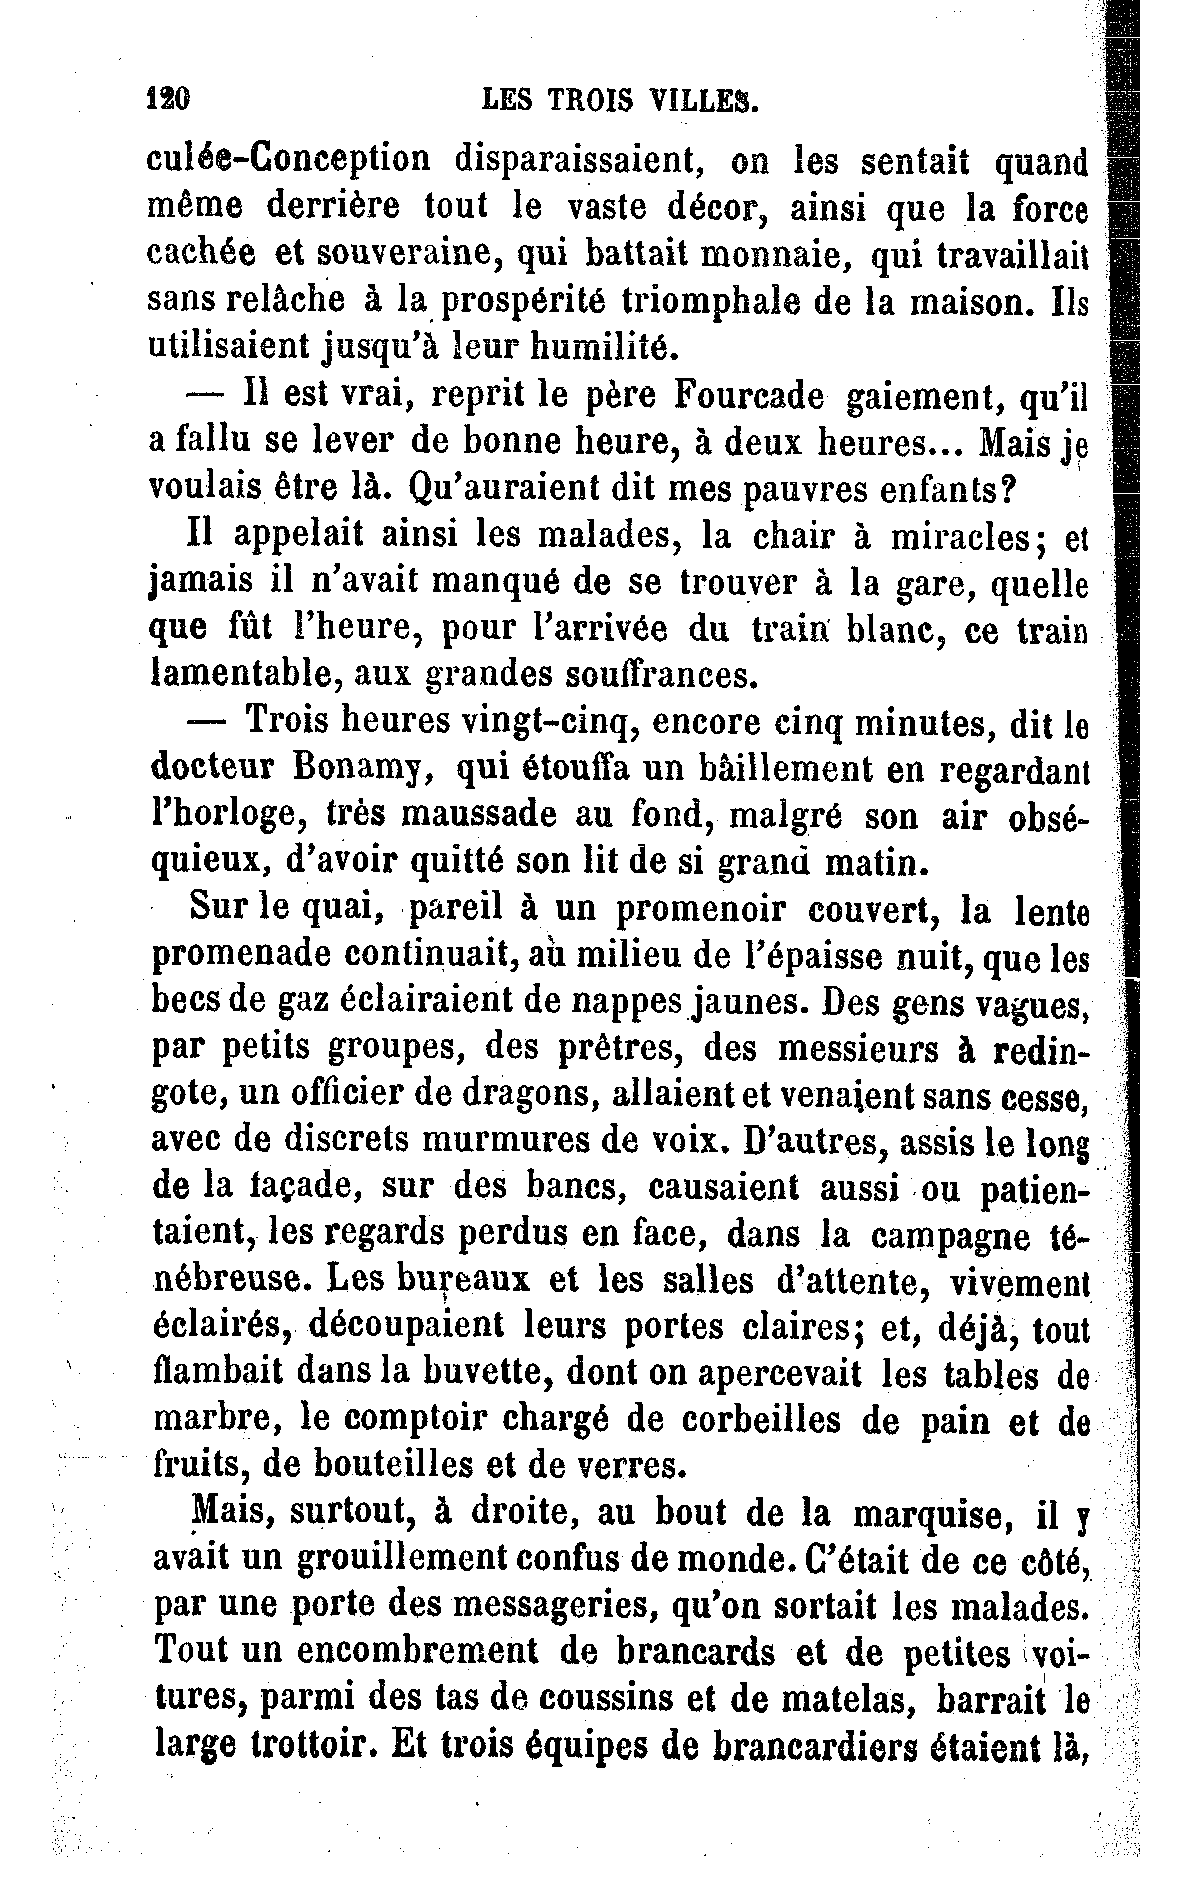 120 LES TROIS VILLES.
culée-Conception disparaissaient, on les sentait quand
même derrière tout le vaste décor, ainsi que la force
cachée et souveraine, qui battait monnaie, qui travaillait
sans relâche à la prospérité triomphale de la maison. Ils
utilisaient jusqu'à leur humilité.
— Il est vrai, reprit le père Fourcade gaiement, qu'il
a fallu se lever de bonne heure, à deux heures... Mais je
voulais être là. Qu'auraient dit mes pauvres enfants?
Il appelait ainsi les malades, la chair à miracles; et
jamais il n'avait manqué de se trouver à la gare, quelle
que fût l'heure, pour l'arrivée du train blanc, ce train
lamentable, aux grandes souffrances.
— Trois heures vingt-cinq, encore cinq minutes, dit le
docteur Bonamy, qui étouffa un bâillement en regardant
l'horloge, très maussade au fond, malgré son air obsé-
quieux, d'avoir quitté son lit de si grand matin.
Sur le quai, pareil à un promenoir couvert, la lente
promenade continuait, au milieu de l'épaisse nuit, que les
becs de gaz éclairaient de nappes jaunes. Des gens vagues,
par petits groupes, des prêtres, des messieurs à redin-
gote, un officier de dragons, allaient et venaient sans cesse,
avec de discrets murmures de voix. D'autres, assis le long
de la façade, sur des bancs, causaient aussi ou patien-
taient, les regards perdus en face, dans la campagne té-
nébreuse. Les bureaux et les salles d'attente, vivement
éclairés, découpaient leurs portes claires; et, déjà, tout
flambait dans la buvette, dont on apercevait les tables de
marbre, le comptoir chargé de corbeilles de pain et de
fruits, de bouteilles et de verres.
Mais, surtout, à droite, au bout de la marquise, il y
avait un grouillement confus de monde. C'était de ce côté,
par une porte des messageries, qu'on sortait les malades.
Tout un encombrement de brancards et de petites voi-
tures, parmi des tas de coussins et de matelas, barrait le
large trottoir. Et trois équipes de brancardiers étaient là,